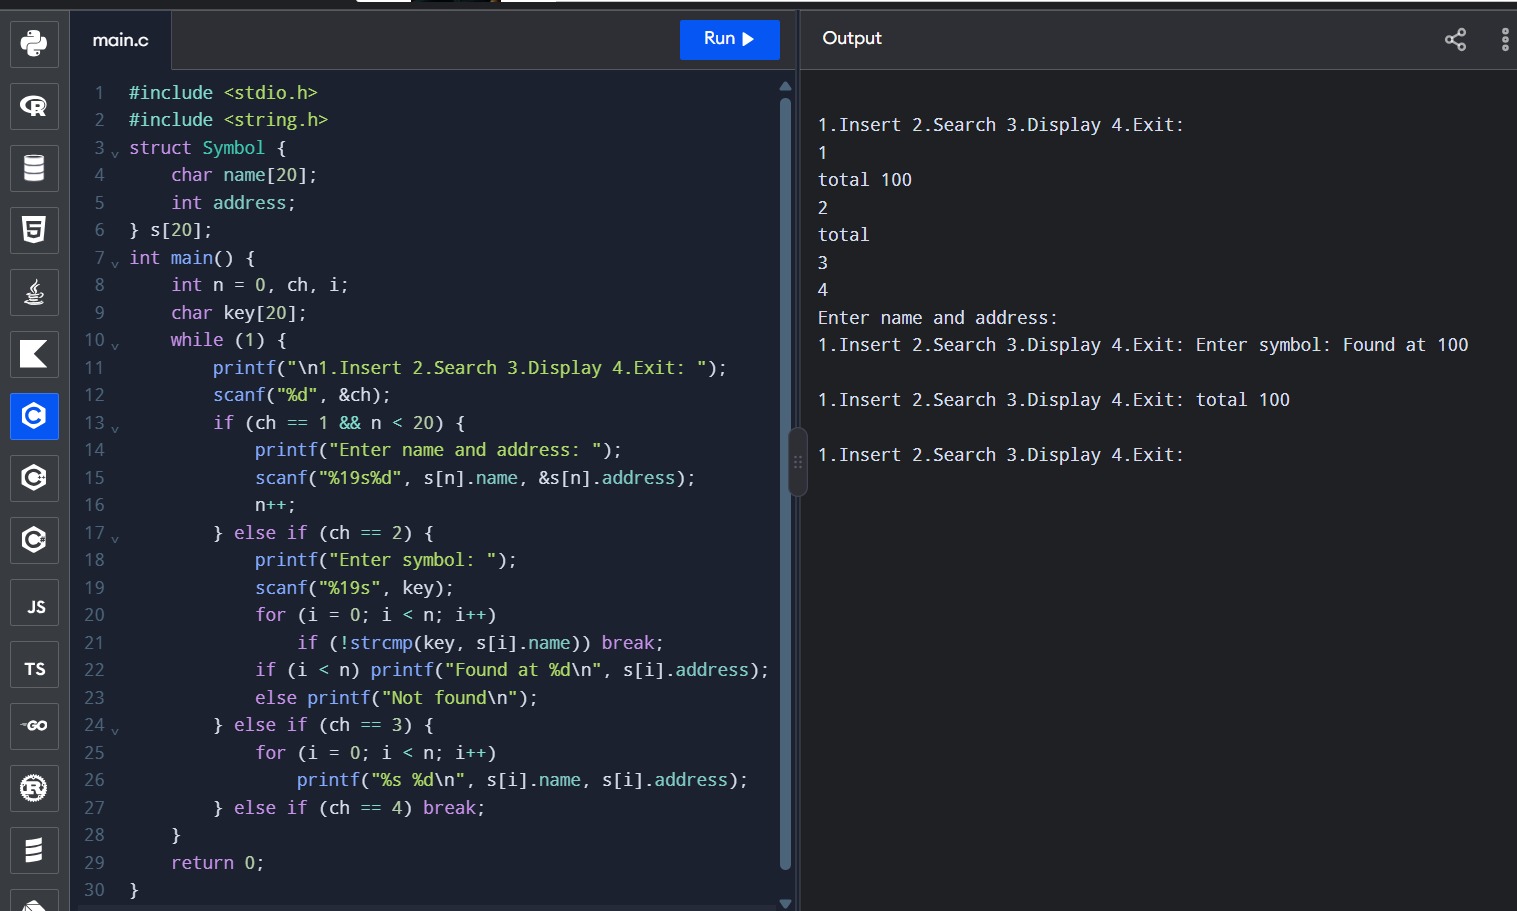 main.c
Run
Output
JS
TS
GO
1 #include <stdio.h>
2 #include <string.h>
3 struct Symbol {
4     char name[20];
5     int address;
6 } s[20];
7 int main() {
8     int n = 0, ch, i;
9     char key[20];
10     while (1) {
11         printf("\n1.Insert 2.Search 3.Display 4.Exit: ");
12         scanf("%d", &ch);
13         if (ch == 1 && n < 20) {
14             printf("Enter name and address: ");
15             scanf("%19s%d", s[n].name, &s[n].address);
16             n++;
17         } else if (ch == 2) {
18             printf("Enter symbol: ");
19             scanf("%19s", key);
20             for (i = 0; i < n; i++)
21                 if (!strcmp(key, s[i].name)) break;
22             if (i < n) printf("Found at %d\n", s[i].address);
23             else printf("Not found\n");
24         } else if (ch == 3) {
25             for (i = 0; i < n; i++)
26                 printf("%s %d\n", s[i].name, s[i].address);
27         } else if (ch == 4) break;
28     }
29     return 0;
30 }
1.Insert 2.Search 3.Display 4.Exit:
1
total 100
2
total
3
4
Enter name and address:
1.Insert 2.Search 3.Display 4.Exit: Enter symbol: Found at 100
1.Insert 2.Search 3.Display 4.Exit: total 100
1.Insert 2.Search 3.Display 4.Exit: